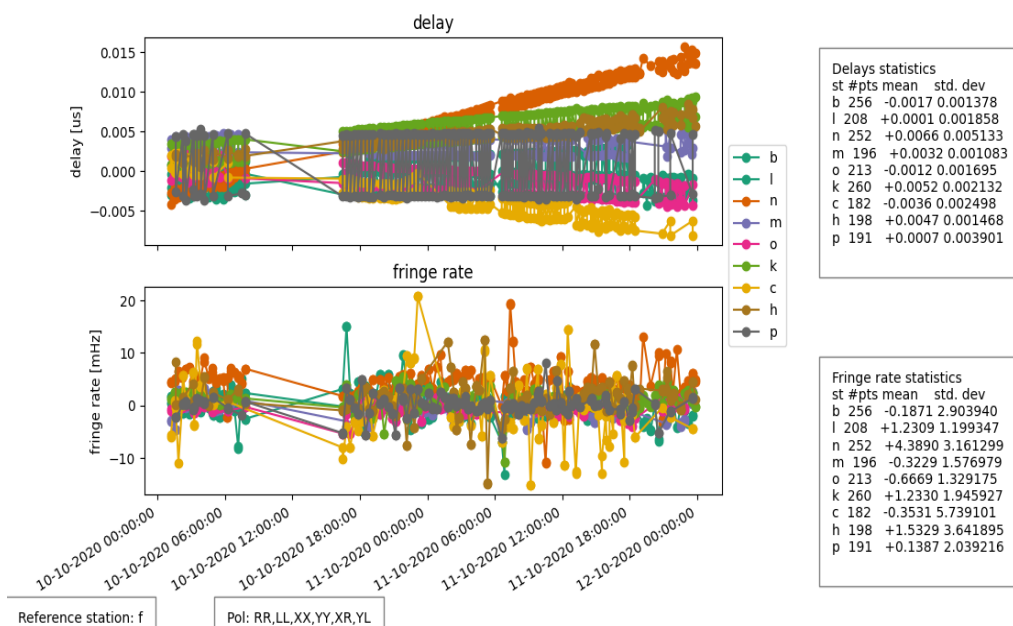 delay
0.015
0.010
0.005
0.000
−0.005
delay [us]
fringe rate
20
10
0
−10
fringe rate [mHz]
10-10-2020 00:00:00
10-10-2020 06:00:00
10-10-2020 12:00:00
10-10-2020 18:00:00
11-10-2020 00:00:00
11-10-2020 06:00:00
11-10-2020 12:00:00
11-10-2020 18:00:00
12-10-2020 00:00:00
b
l
n
m
o
k
c
h
p
Delays statistics
st #pts mean std. dev
b 256 -0.0017 0.001378
l 208 +0.0001 0.001858
n 252 +0.0066 0.005133
m 196 +0.0032 0.001083
o 213 -0.0012 0.001695
k 260 +0.0052 0.002132
c 182 -0.0036 0.002498
h 198 +0.0047 0.001468
p 191 +0.0007 0.003901
Fringe rate statistics
st #pts mean std. dev
b 256 -0.1871 2.903940
l 208 +1.2309 1.199347
n 252 +4.3890 3.161299
m 196 -0.3229 1.576979
o 213 -0.6669 1.329175
k 260 +1.2330 1.945927
c 182 -0.3531 5.739101
h 198 +1.5329 3.641895
p 191 +0.1387 2.039216
Reference station: f
Pol: RR,LL,XX,YY,XR,YL